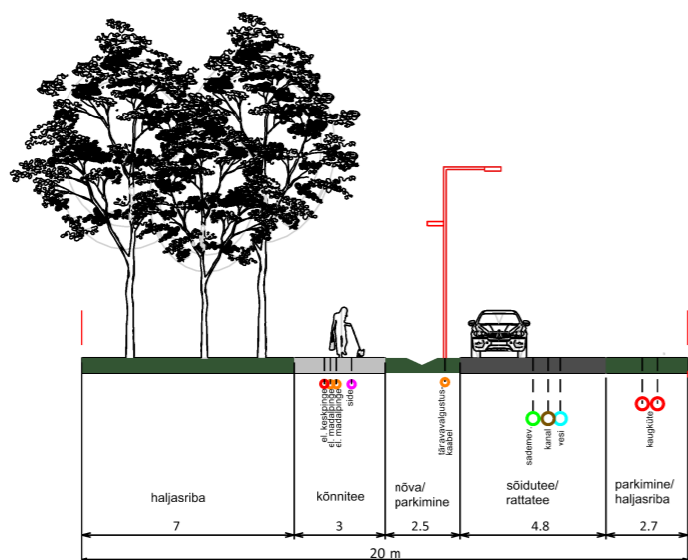 el. keskpinge
el. madalpinge
el. madalpinge
side
täravavalgustus
kaabel
sademev.
kanal
vesi
kaugküte
haljasriba
kõnnitee
nõva/
parkimine
sõidutee/
rattatee
parkimine/
haljasriba
7
3
2.5
4.8
2.7
20 m